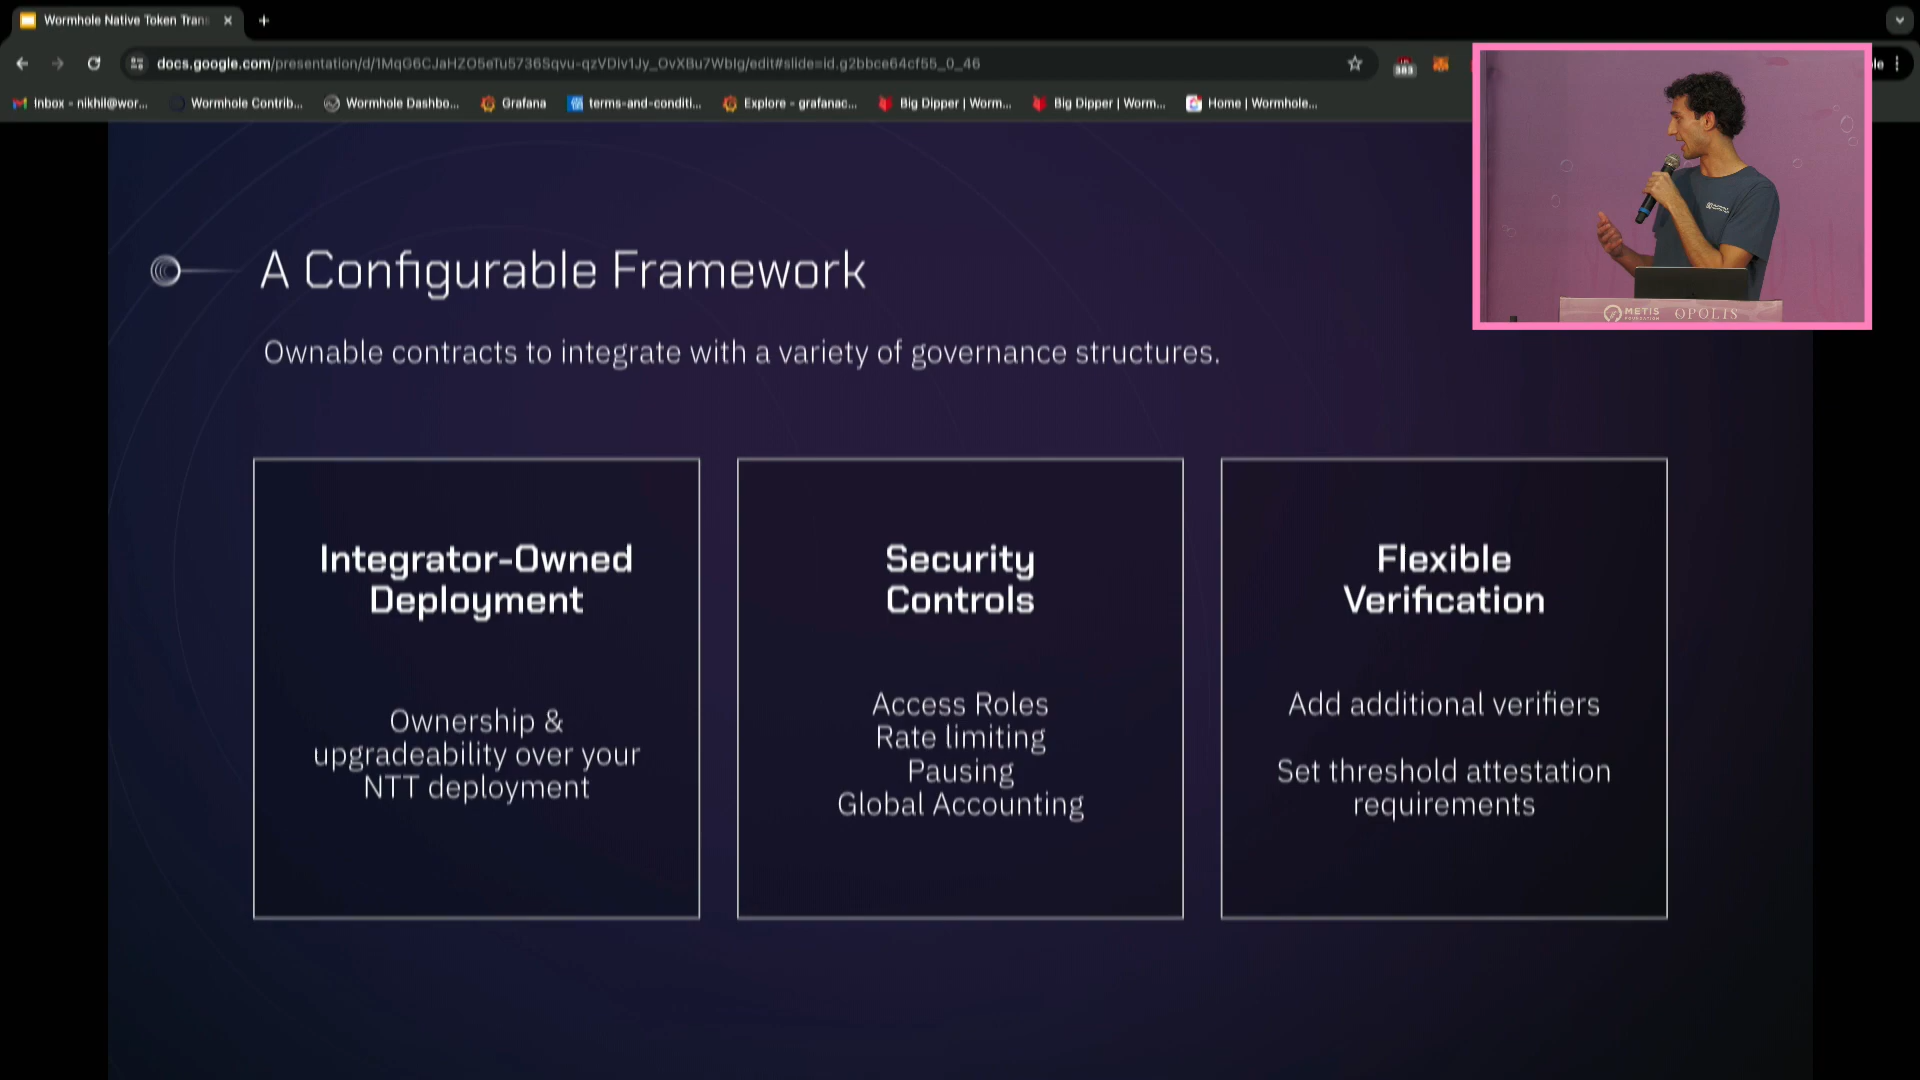 Wormhole Native Token Tran
docs.google.com/presentation/d/1MqG6CJaHZO5eTu5736Sqvu-qzVDiv1Jy_OvXBu7WbIg/edit#slide=id.g2bbce64cf55_0_46
383
le
Inbox - nikhil@wor...
Wormhole Contrib...
Wormhole Dashbo...
Grafana
terms-and-conditi...
Explore - grafanac...
Big Dipper | Worm...
Big Dipper | Worm...
Home | Wormhole...
METIS
OPOLIS
A Configurable Framework
Ownable contracts to integrate with a variety of governance structures.
Integrator-Owned
Deployment
Ownership &
upgradeability over your
NTT deployment
Security
Controls
Access Roles
Rate limiting
Pausing
Global Accounting
Flexible
Verification
Add additional verifiers
Set threshold attestation
requirements